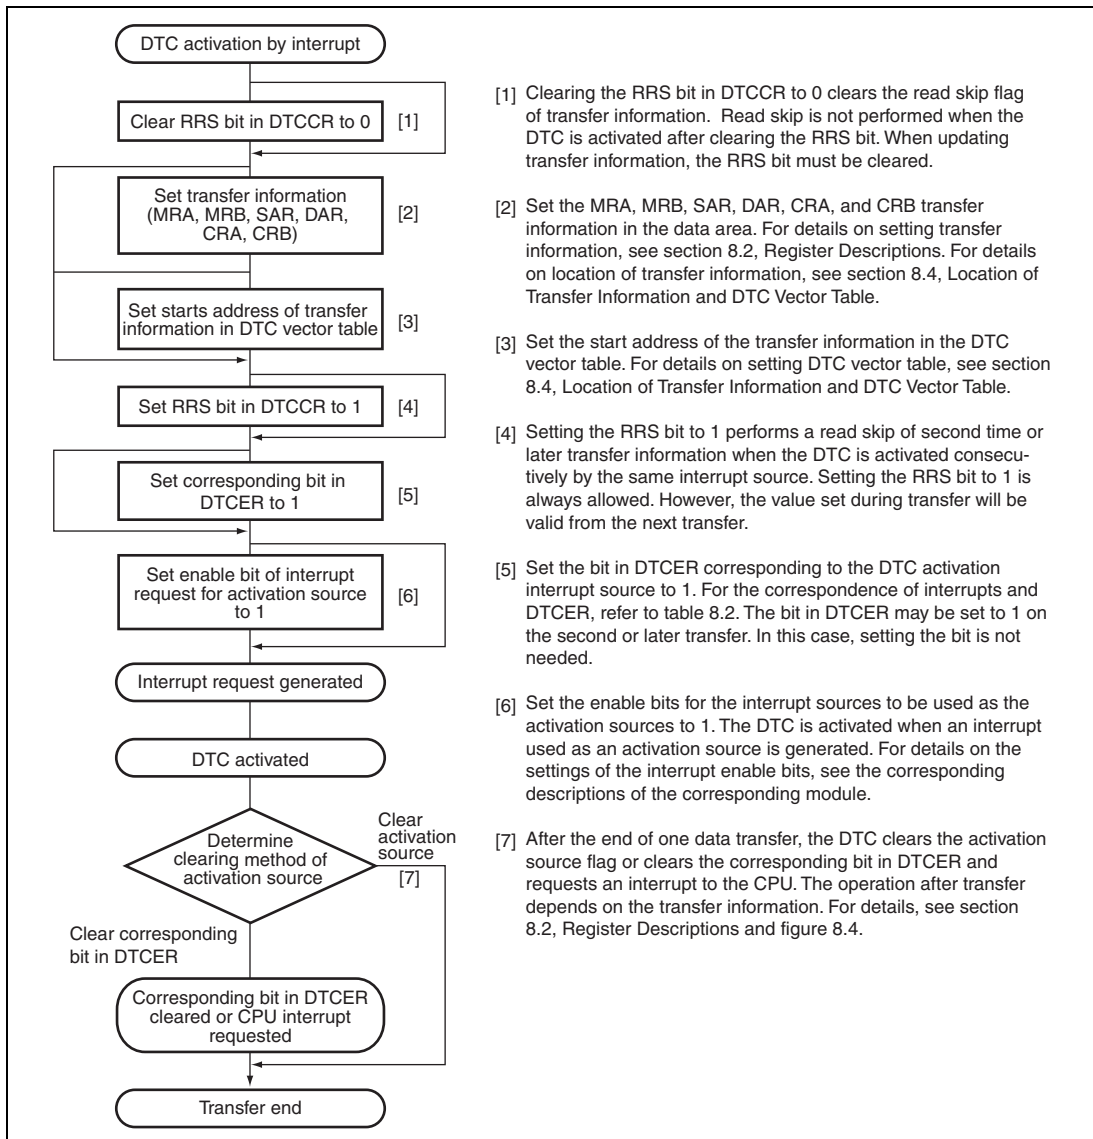 DTC activation by interrupt
Clear RRS bit in DTCCR to 0
[1]
Set transfer information
(MRA, MRB, SAR, DAR,
CRA, CRB)
[2]
Set starts address of transfer
information in DTC vector table
[3]
Set RRS bit in DTCCR to 1
[4]
Set corresponding bit in
DTCER to 1
[5]
Set enable bit of interrupt
request for activation source
to 1
[6]
Interrupt request generated
DTC activated
Determine
clearing method of
activation source
Clear
activation
source
[7]
Clear corresponding
bit in DTCER
Corresponding bit in DTCER
cleared or CPU interrupt
requested
Transfer end
[1] Clearing the RRS bit in DTCCR to 0 clears the read skip flag
of transfer information. Read skip is not performed when the
DTC is activated after clearing the RRS bit. When updating
transfer information, the RRS bit must be cleared.
[2] Set the MRA, MRB, SAR, DAR, CRA, and CRB transfer
information in the data area. For details on setting transfer
information, see section 8.2, Register Descriptions. For details
on location of transfer information, see section 8.4, Location of
Transfer Information and DTC Vector Table.
[3] Set the start address of the transfer information in the DTC
vector table. For details on setting DTC vector table, see section
8.4, Location of Transfer Information and DTC Vector Table.
[4] Setting the RRS bit to 1 performs a read skip of second time or
later transfer information when the DTC is activated consecu-
tively by the same interrupt source. Setting the RRS bit to 1 is
always allowed. However, the value set during transfer will be
valid from the next transfer.
[5] Set the bit in DTCER corresponding to the DTC activation
interrupt source to 1. For the correspondence of interrupts and
DTCER, refer to table 8.2. The bit in DTCER may be set to 1 on
the second or later transfer. In this case, setting the bit is not
needed.
[6] Set the enable bits for the interrupt sources to be used as the
activation sources to 1. The DTC is activated when an interrupt
used as an activation source is generated. For details on the
settings of the interrupt enable bits, see the corresponding
descriptions of the corresponding module.
[7] After the end of one data transfer, the DTC clears the activation
source flag or clears the corresponding bit in DTCER and
requests an interrupt to the CPU. The operation after transfer
depends on the transfer information. For details, see section
8.2, Register Descriptions and figure 8.4.